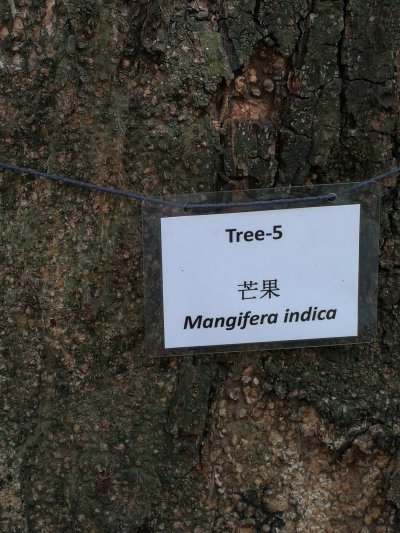 Tree-5
芒果
Mangifera indica